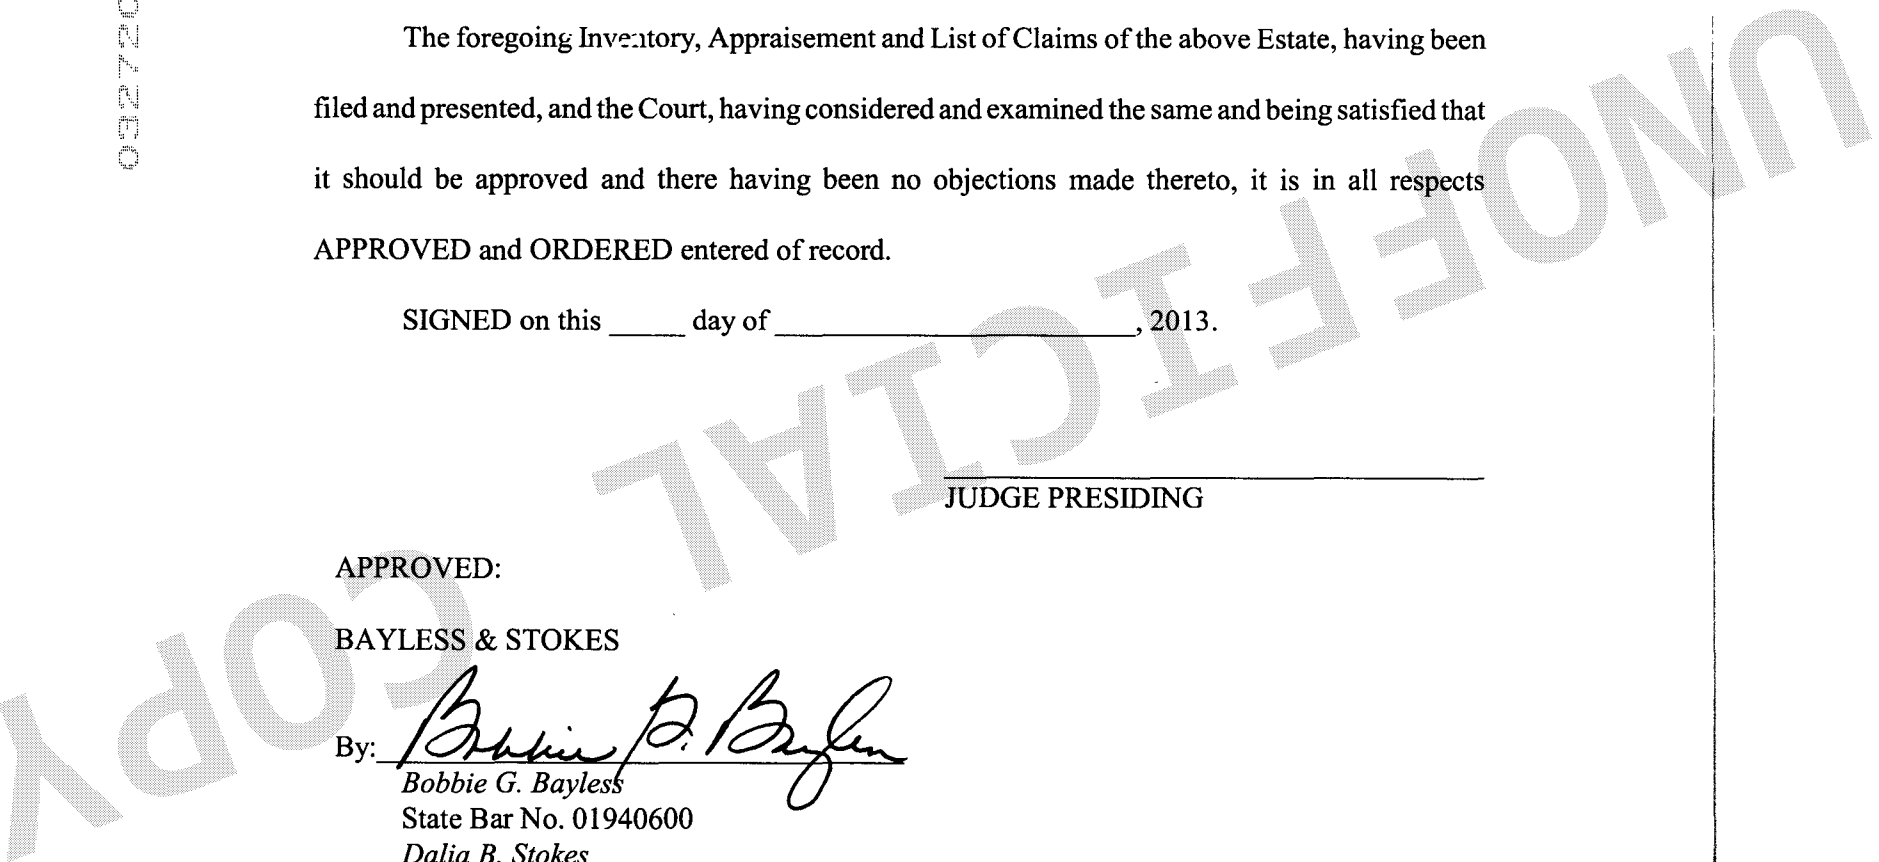 The foregoing Inventory, Appraisement and List of Claims of the above Estate, having been
filed and presented, and the Court, having considered and examined the same and being satisfied that
it should be approved and there having been no objections made thereto, it is in all respects
APPROVED and ORDERED entered of record.
SIGNED on this _____ day of ________________________, 2013.
JUDGE PRESIDING
APPROVED:
BAYLESS & STOKES
By: Bobbie G. Bayless
Bobbie G. Bayless
State Bar No. 01940600
Dalia B. Stokes
UNOFFICIAL COPY